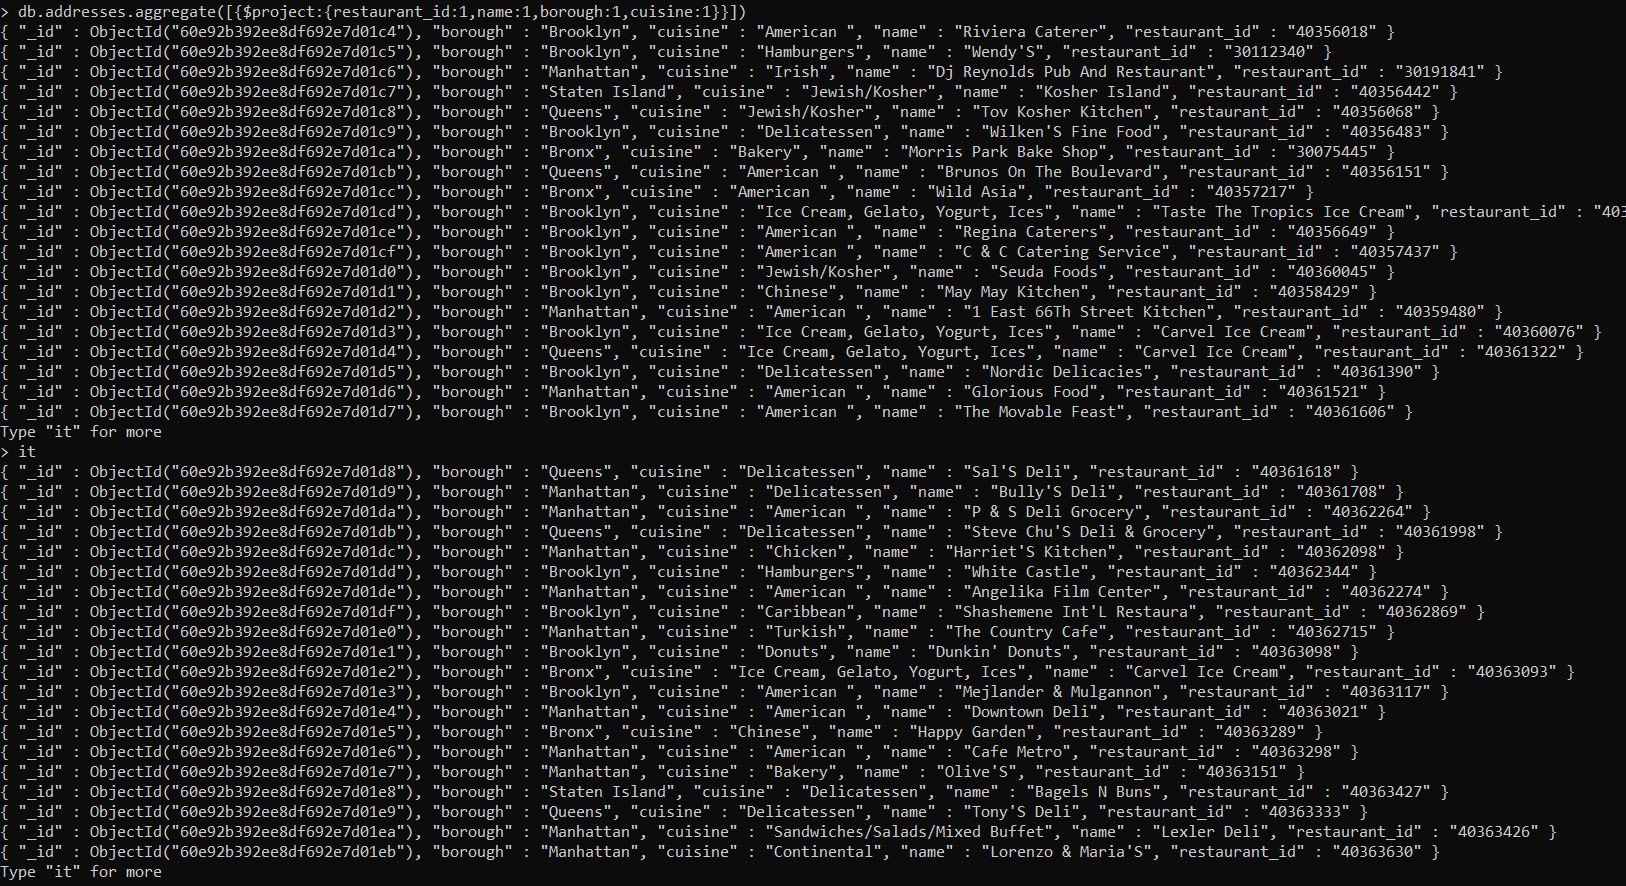 > db.addresses.aggregate([{$project:{restaurant_id:1,name:1,borough:1,cuisine:1}}])
{ "_id" : ObjectId("60e92b392ee8df692e7d01c4"), "borough" : "Brooklyn", "cuisine" : "American ", "name" : "Riviera Caterer", "restaurant_id" : "40356018" }
{ "_id" : ObjectId("60e92b392ee8df692e7d01c5"), "borough" : "Brooklyn", "cuisine" : "Hamburgers", "name" : "Wendy'S", "restaurant_id" : "30112340" }
{ "_id" : ObjectId("60e92b392ee8df692e7d01c6"), "borough" : "Manhattan", "cuisine" : "Irish", "name" : "Dj Reynolds Pub And Restaurant", "restaurant_id" : "30191841" }
{ "_id" : ObjectId("60e92b392ee8df692e7d01c7"), "borough" : "Staten Island", "cuisine" : "Jewish/Kosher", "name" : "Kosher Island", "restaurant_id" : "40356442" }
{ "_id" : ObjectId("60e92b392ee8df692e7d01c8"), "borough" : "Queens", "cuisine" : "Jewish/Kosher", "name" : "Tov Kosher Kitchen", "restaurant_id" : "40356068" }
{ "_id" : ObjectId("60e92b392ee8df692e7d01c9"), "borough" : "Brooklyn", "cuisine" : "Delicatessen", "name" : "Wilken'S Fine Food", "restaurant_id" : "40356483" }
{ "_id" : ObjectId("60e92b392ee8df692e7d01ca"), "borough" : "Bronx", "cuisine" : "Bakery", "name" : "Morris Park Bake Shop", "restaurant_id" : "30075445" }
{ "_id" : ObjectId("60e92b392ee8df692e7d01cb"), "borough" : "Queens", "cuisine" : "American ", "name" : "Brunos On The Boulevard", "restaurant_id" : "40356151" }
{ "_id" : ObjectId("60e92b392ee8df692e7d01cc"), "borough" : "Bronx", "cuisine" : "American ", "name" : "Wild Asia", "restaurant_id" : "40357217" }
{ "_id" : ObjectId("60e92b392ee8df692e7d01cd"), "borough" : "Brooklyn", "cuisine" : "Ice Cream, Gelato, Yogurt, Ices", "name" : "Taste The Tropics Ice Cream", "restaurant_id" : "403
{ "_id" : ObjectId("60e92b392ee8df692e7d01ce"), "borough" : "Brooklyn", "cuisine" : "American ", "name" : "Regina Caterers", "restaurant_id" : "40356649" }
{ "_id" : ObjectId("60e92b392ee8df692e7d01cf"), "borough" : "Brooklyn", "cuisine" : "American ", "name" : "C & C Catering Service", "restaurant_id" : "40357437" }
{ "_id" : ObjectId("60e92b392ee8df692e7d01d0"), "borough" : "Brooklyn", "cuisine" : "Jewish/Kosher", "name" : "Seuda Foods", "restaurant_id" : "40360045" }
{ "_id" : ObjectId("60e92b392ee8df692e7d01d1"), "borough" : "Brooklyn", "cuisine" : "Chinese", "name" : "May May Kitchen", "restaurant_id" : "40358429" }
{ "_id" : ObjectId("60e92b392ee8df692e7d01d2"), "borough" : "Manhattan", "cuisine" : "American ", "name" : "1 East 66Th Street Kitchen", "restaurant_id" : "40359480" }
{ "_id" : ObjectId("60e92b392ee8df692e7d01d3"), "borough" : "Brooklyn", "cuisine" : "Ice Cream, Gelato, Yogurt, Ices", "name" : "Carvel Ice Cream", "restaurant_id" : "40360076" }
{ "_id" : ObjectId("60e92b392ee8df692e7d01d4"), "borough" : "Queens", "cuisine" : "Ice Cream, Gelato, Yogurt, Ices", "name" : "Carvel Ice Cream", "restaurant_id" : "40361322" }
{ "_id" : ObjectId("60e92b392ee8df692e7d01d5"), "borough" : "Brooklyn", "cuisine" : "Delicatessen", "name" : "Nordic Delicacies", "restaurant_id" : "40361390" }
{ "_id" : ObjectId("60e92b392ee8df692e7d01d6"), "borough" : "Manhattan", "cuisine" : "American ", "name" : "Glorious Food", "restaurant_id" : "40361521" }
{ "_id" : ObjectId("60e92b392ee8df692e7d01d7"), "borough" : "Brooklyn", "cuisine" : "American ", "name" : "The Movable Feast", "restaurant_id" : "40361606" }
Type "it" for more
> it
{ "_id" : ObjectId("60e92b392ee8df692e7d01d8"), "borough" : "Queens", "cuisine" : "Delicatessen", "name" : "Sal'S Deli", "restaurant_id" : "40361618" }
{ "_id" : ObjectId("60e92b392ee8df692e7d01d9"), "borough" : "Manhattan", "cuisine" : "Delicatessen", "name" : "Bully'S Deli", "restaurant_id" : "40361708" }
{ "_id" : ObjectId("60e92b392ee8df692e7d01da"), "borough" : "Manhattan", "cuisine" : "American ", "name" : "P & S Deli Grocery", "restaurant_id" : "40362264" }
{ "_id" : ObjectId("60e92b392ee8df692e7d01db"), "borough" : "Queens", "cuisine" : "Delicatessen", "name" : "Steve Chu'S Deli & Grocery", "restaurant_id" : "40361998" }
{ "_id" : ObjectId("60e92b392ee8df692e7d01dc"), "borough" : "Manhattan", "cuisine" : "Chicken", "name" : "Harriet'S Kitchen", "restaurant_id" : "40362098" }
{ "_id" : ObjectId("60e92b392ee8df692e7d01dd"), "borough" : "Brooklyn", "cuisine" : "Hamburgers", "name" : "White Castle", "restaurant_id" : "40362344" }
{ "_id" : ObjectId("60e92b392ee8df692e7d01de"), "borough" : "Manhattan", "cuisine" : "American ", "name" : "Angelika Film Center", "restaurant_id" : "40362274" }
{ "_id" : ObjectId("60e92b392ee8df692e7d01df"), "borough" : "Brooklyn", "cuisine" : "Caribbean", "name" : "Shashemene Int'L Restaura", "restaurant_id" : "40362869" }
{ "_id" : ObjectId("60e92b392ee8df692e7d01e0"), "borough" : "Manhattan", "cuisine" : "Turkish", "name" : "The Country Cafe", "restaurant_id" : "40362715" }
{ "_id" : ObjectId("60e92b392ee8df692e7d01e1"), "borough" : "Brooklyn", "cuisine" : "Donuts", "name" : "Dunkin' Donuts", "restaurant_id" : "40363098" }
{ "_id" : ObjectId("60e92b392ee8df692e7d01e2"), "borough" : "Bronx", "cuisine" : "Ice Cream, Gelato, Yogurt, Ices", "name" : "Carvel Ice Cream", "restaurant_id" : "40363093" }
{ "_id" : ObjectId("60e92b392ee8df692e7d01e3"), "borough" : "Brooklyn", "cuisine" : "American ", "name" : "Mejlander & Mulgannon", "restaurant_id" : "40363117" }
{ "_id" : ObjectId("60e92b392ee8df692e7d01e4"), "borough" : "Manhattan", "cuisine" : "American ", "name" : "Downtown Deli", "restaurant_id" : "40363021" }
{ "_id" : ObjectId("60e92b392ee8df692e7d01e5"), "borough" : "Bronx", "cuisine" : "Chinese", "name" : "Happy Garden", "restaurant_id" : "40363289" }
{ "_id" : ObjectId("60e92b392ee8df692e7d01e6"), "borough" : "Manhattan", "cuisine" : "American ", "name" : "Cafe Metro", "restaurant_id" : "40363298" }
{ "_id" : ObjectId("60e92b392ee8df692e7d01e7"), "borough" : "Manhattan", "cuisine" : "Bakery", "name" : "Olive'S", "restaurant_id" : "40363151" }
{ "_id" : ObjectId("60e92b392ee8df692e7d01e8"), "borough" : "Staten Island", "cuisine" : "Delicatessen", "name" : "Bagels N Buns", "restaurant_id" : "40363427" }
{ "_id" : ObjectId("60e92b392ee8df692e7d01e9"), "borough" : "Queens", "cuisine" : "Delicatessen", "name" : "Tony'S Deli", "restaurant_id" : "40363333" }
{ "_id" : ObjectId("60e92b392ee8df692e7d01ea"), "borough" : "Manhattan", "cuisine" : "Sandwiches/Salads/Mixed Buffet", "name" : "Lexler Deli", "restaurant_id" : "40363426" }
{ "_id" : ObjectId("60e92b392ee8df692e7d01eb"), "borough" : "Manhattan", "cuisine" : "Continental", "name" : "Lorenzo & Maria'S", "restaurant_id" : "40363630" }
Type "it" for more